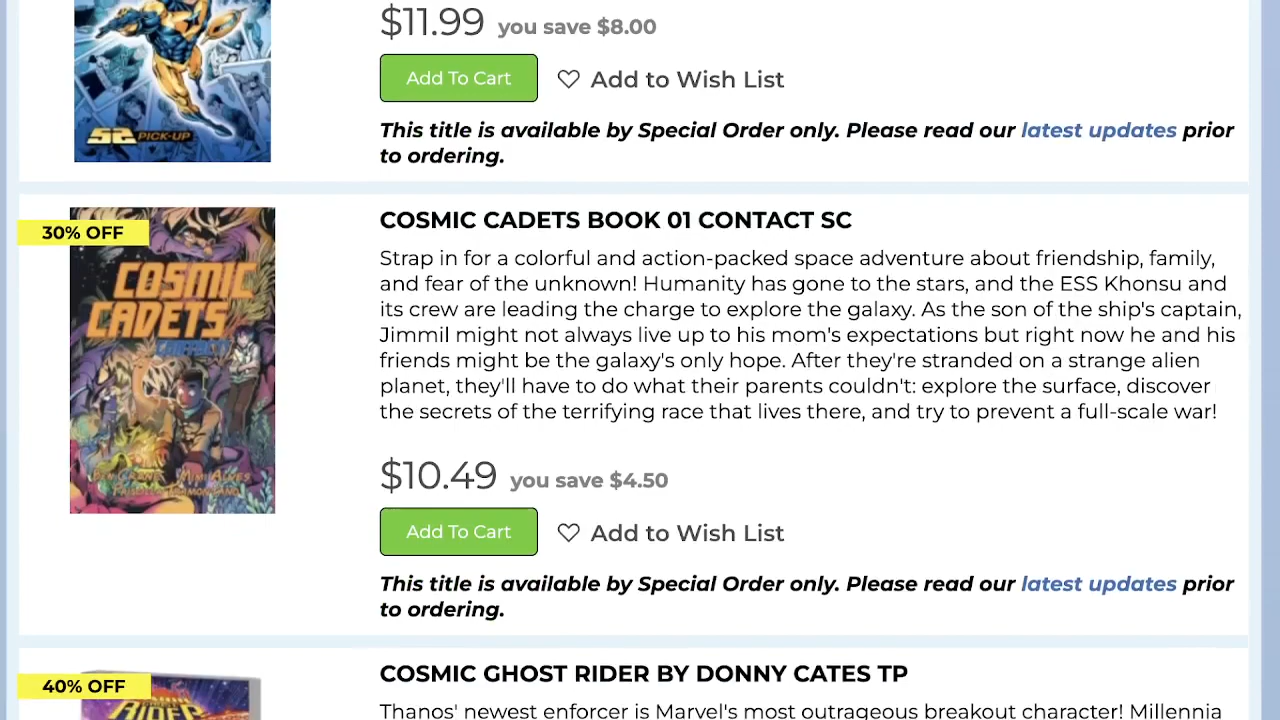 $11.99 you save $8.00
Add To Cart
Add to Wish List
52 PICK-UP
This title is available by Special Order only. Please read our latest updates prior
to ordering.
30% OFF
COSMIC
CADETS
CONTACT
COSMIC CADETS BOOK 01 CONTACT SC
Strap in for a colorful and action-packed space adventure about friendship, family,
and fear of the unknown! Humanity has gone to the stars, and the ESS Khonsu and
its crew are leading the charge to explore the galaxy. As the son of the ship's captain,
Jimmil might not always live up to his mom's expectations but right now he and his
friends might be the galaxy's only hope. After they're stranded on a strange alien
planet, they'll have to do what their parents couldn't: explore the surface, discover
the secrets of the terrifying race that lives there, and try to prevent a full-scale war!
$10.49 you save $4.50
Add To Cart
Add to Wish List
This title is available by Special Order only. Please read our latest updates prior
to ordering.
40% OFF
RIDER
COSMIC GHOST RIDER BY DONNY CATES TP
Thanos' newest enforcer is Marvel's most outrageous breakout character! Millennia